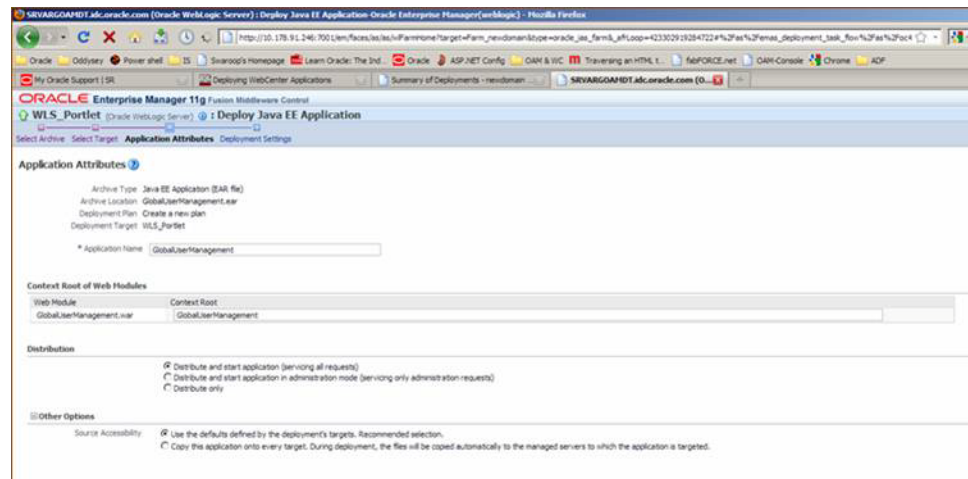 SRVARGOAMDT.idc.oracle.com (Oracle WebLogic Server) : Deploy Java EE Application-Oracle Enterprise Manager(weblogic) - Mozilla Firefox
Oracle Oddysey Power shell IS Swaroop's Homepage Learn Oracle: The Ind... Oracle ASP.NET Config OAM & WC Traversing an HTML t... fabFORCE.net OAM-Console Chrome ADF
My Oracle Support | SR Deploying WebCenter Applications Summary of Deployments - newdomain ... SRVARGOAMDT.idc.oracle.com (O...
ORACLE Enterprise Manager 11g Fusion Middleware Control
WLS_Portlet (Oracle WebLogic Server) : Deploy Java EE Application
Select Archive Select Target Application Attributes Deployment Settings
Application Attributes
Archive Type Java EE Application (EAR file)
Archive Location GlobalUserManagement.ear
Deployment Plan Create a new plan
Deployment Target WLS_Portlet
* Application Name GlobalUserManagement
Context Root of Web Modules
Web Module Context Root
GlobalUserManagement.war GlobalUserManagement
Distribution
Distribute and start application (servicing all requests)
Distribute and start application in administration mode (servicing only administration requests)
Distribute only
Other Options
Source Accessibility Use the defaults defined by the deployment's targets. Recommended selection.
Copy this application onto every target. During deployment, the files will be copied automatically to the managed servers to which the application is targeted.